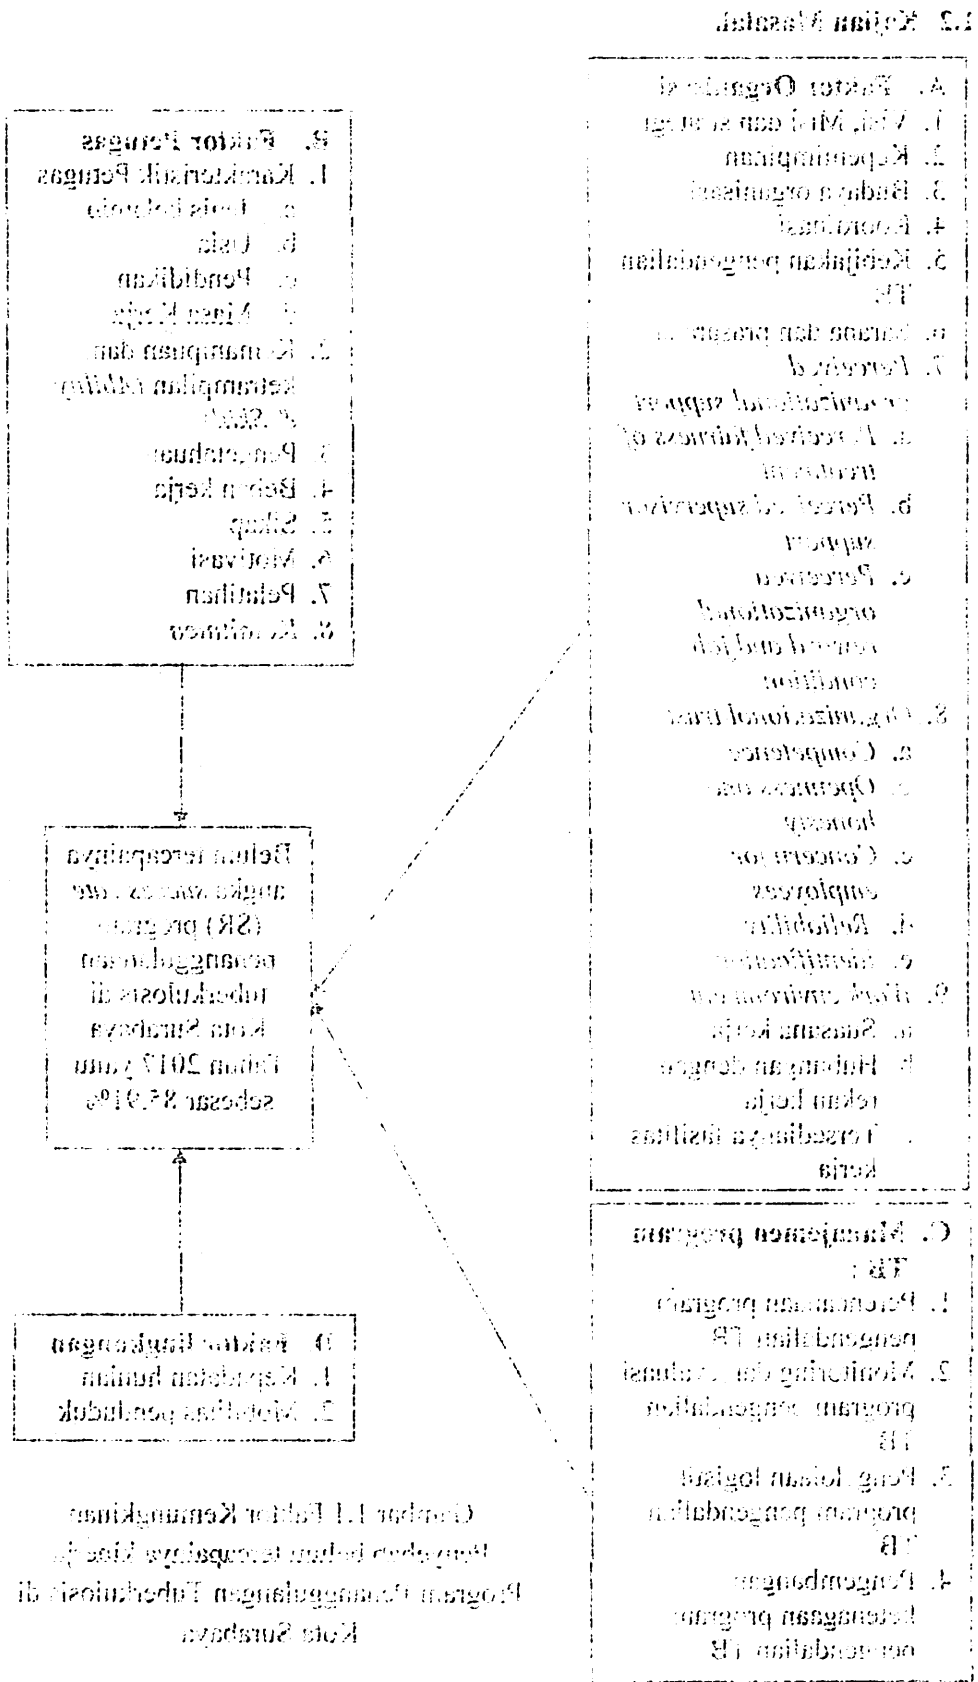 1.2 Kajian Masalah
A. Faktor Organisasi
1. Visi, Misi dan strategi
2. Kepemimpinan
3. Budaya organisasi
4. Koordinasi
5. Kebijakan pengendalian
TB
6. Sarana dan prasarana
7. Perceived
organizational support
a. Perceived fairness of
treatment
b. Perceived supervisor
support
c. Perceived
organizational
reward and job
condition
8. Organizational trust
a. Competence
Openness and
honesty
c. Concern for
employees
d. Reliability
e. Identification
9. Work environment
a. Suasana kerja
b. Hubungan dengan
rekan kerja
Tersedianya fasilitas
kerja
B. Faktor Petugas
1. Karakteristik Petugas
a. Jenis kelamin
b. Usia
c. Pendidikan
d. Masa Kerja
2. Kemampuan dan
ketrampilan (Ability
& Skill)
3. Pengetahuan
4. Beban kerja
5. Sikap
6. Motivasi
7. Pelatihan
8. Komitmen
Belum tercapainya
angka success rate
(SR) program
penanggulangan
tuberkulosis di
Kota Surabaya
Tahun 2017 yaitu
sebesar 85,91%
C. Manajemen program
TB :
1. Perencanaan program
pengendalian TB
2. Monitoring dan evaluasi
program pengendalian
TB
3. Pengelolaan logistik
program pengendalian
TB
4. Pengembangan
ketenagaan program
pengendalian TB
D. Faktor lingkungan
1. Kepadatan hunian
2. Mobilitas penduduk
Gambar 1.1 Faktor Kemungkinan
Penyebab belum tercapainya kinerja
Program Penanggulangan Tuberkulosis di
Kota Surabaya